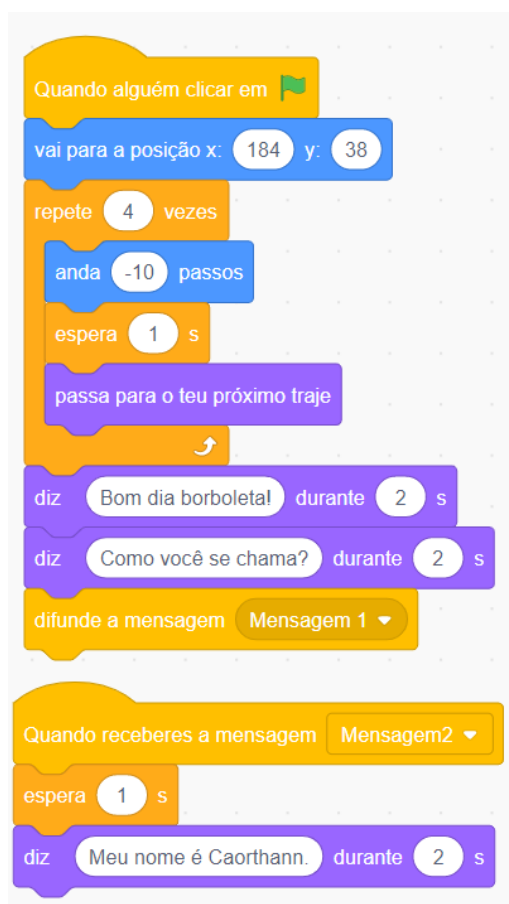 Quando alguém clicar em
vai para a posição x: 184 y: 38
repete 4 vezes
anda -10 passos
espera 1 s
passa para o teu próximo traje
diz Bom dia borboleta! durante 2 s
diz Como você se chama? durante 2 s
difunde a mensagem Mensagem 1
Quando receberes a mensagem Mensagem2
espera 1 s
diz Meu nome é Caorthann. durante 2 s